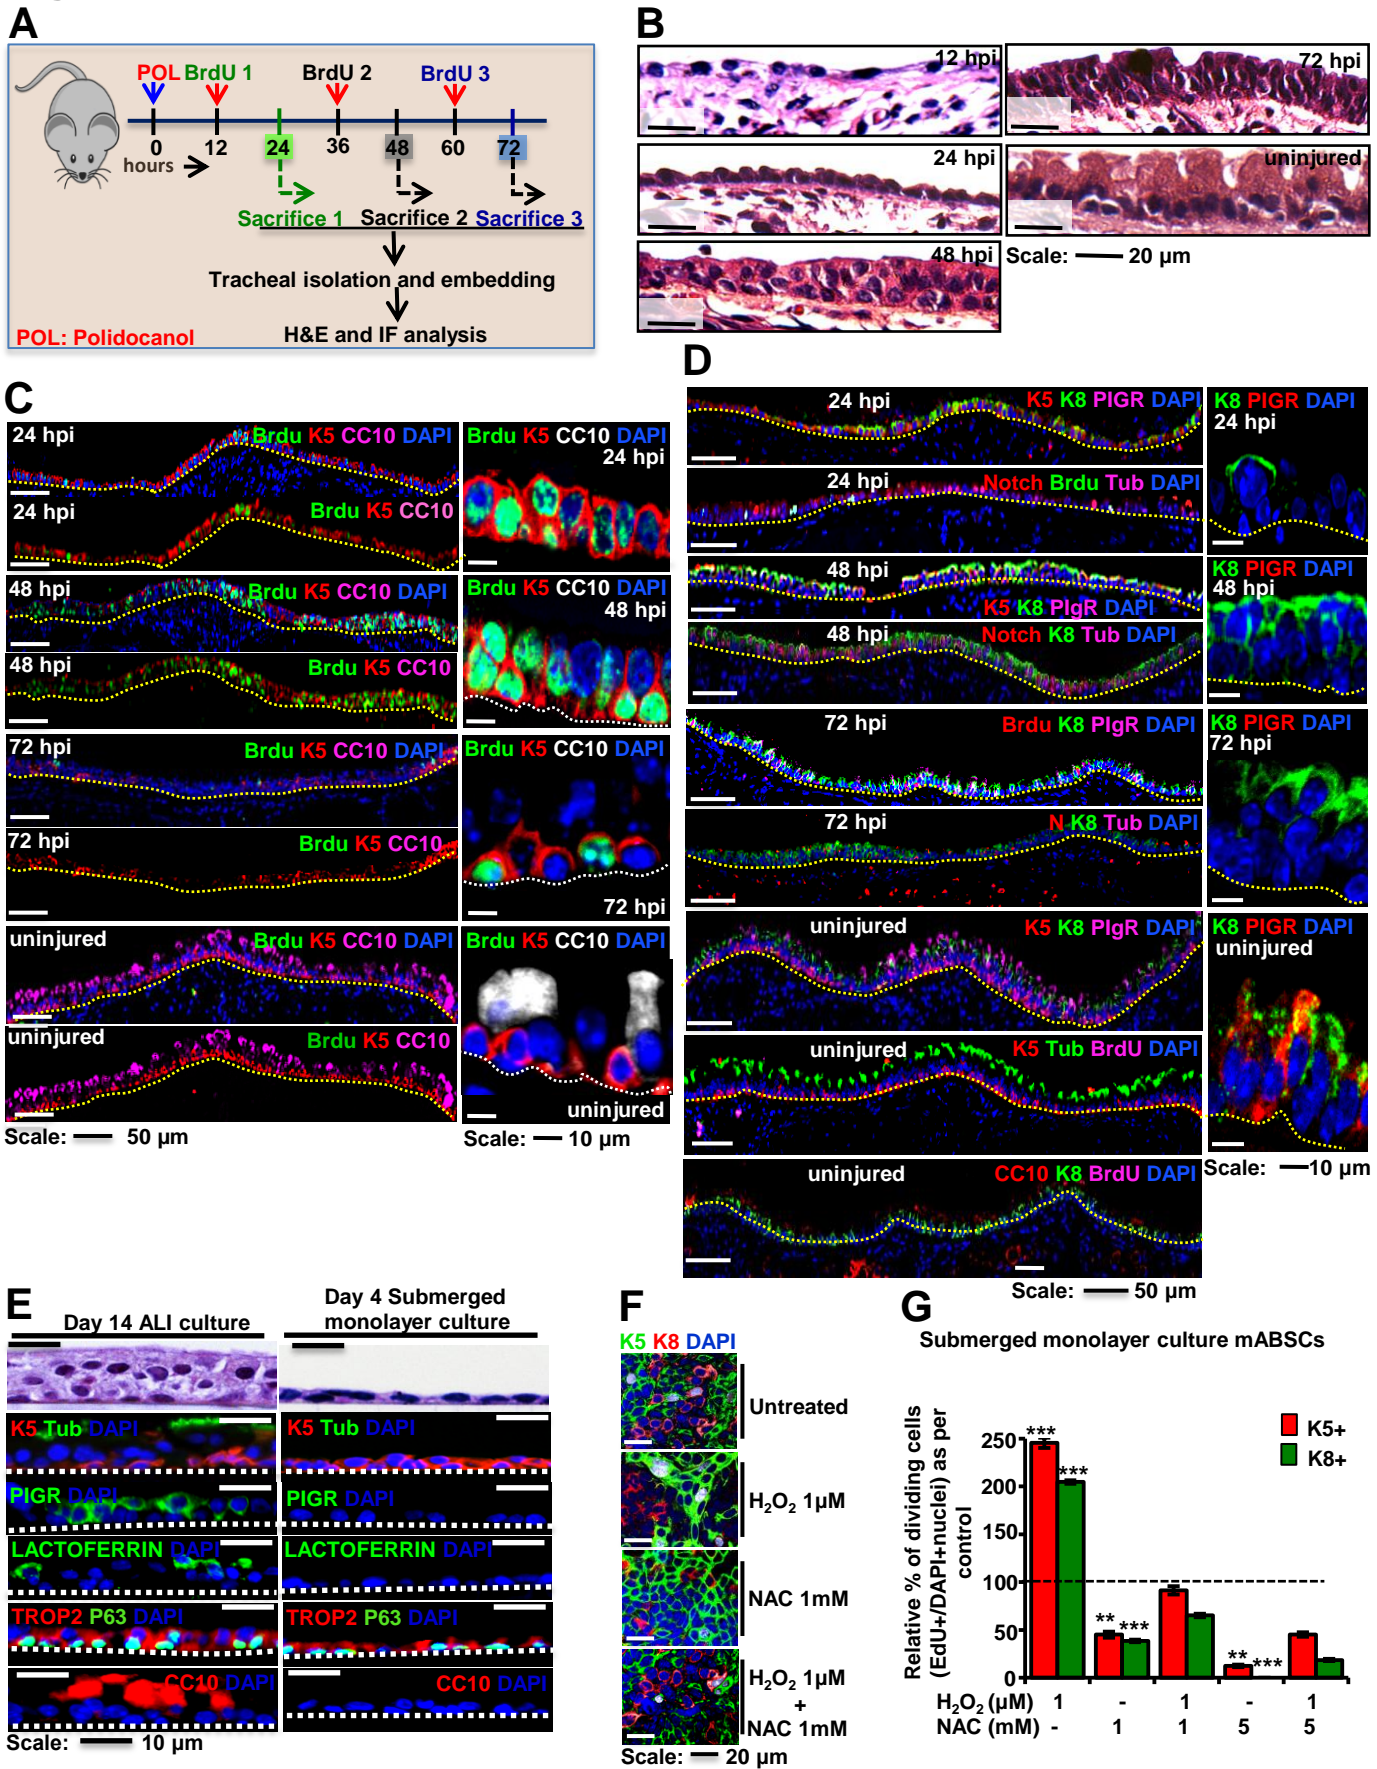 A
POL BrdU 1 BrdU 2 BrdU 3
0 12 24 36 48 60 72
hours
Sacrifice 1 Sacrifice 2 Sacrifice 3
Tracheal isolation and embedding
H&E and IF analysis
POL: Polidocanol
B
12 hpi
72 hpi
24 hpi
uninjured
48 hpi
Scale: 20 µm
C
24 hpi Brdu K5 CC10 DAPI
24 hpi Brdu K5 CC10
48 hpi Brdu K5 CC10 DAPI
48 hpi Brdu K5 CC10
72 hpi Brdu K5 CC10 DAPI
72 hpi Brdu K5 CC10
uninjured Brdu K5 CC10 DAPI
uninjured Brdu K5 CC10
Scale: 50 µm
Brdu K5 CC10 DAPI
24 hpi
Brdu K5 CC10 DAPI
48 hpi
Brdu K5 CC10 DAPI
72 hpi
Brdu K5 CC10 DAPI
uninjured
Scale: 10 µm
D
24 hpi K5 K8 PIGR DAPI
24 hpi Notch Brdu Tub DAPI
48 hpi
K5 K8 PIgR DAPI
48 hpi Notch K8 Tub DAPI
72 hpi Brdu K8 PIgR DAPI
72 hpi N K8 Tub DAPI
uninjured K5 K8 PIgR DAPI
uninjured K5 Tub BrdU DAPI
uninjured CC10 K8 BrdU DAPI
Scale: 50 µm
K8 PIGR DAPI
24 hpi
K8 PIGR DAPI
48 hpi
K8 PIGR DAPI
72 hpi
K8 PIGR DAPI
uninjured
Scale: 10 µm
E
Day 14 ALI culture
Day 4 Submerged
monolayer culture
K5 Tub DAPI
K5 Tub DAPI
PIGR DAPI
PIGR DAPI
LACTOFERRIN DAPI
LACTOFERRIN DAPI
TROP2 P63 DAPI
TROP2 P63 DAPI
CC10 DAPI
CC10 DAPI
Scale: 10 µm
F
K5 K8 DAPI
Untreated
H₂O₂ 1µM
NAC 1mM
H₂O₂ 1µM
+
NAC 1mM
Scale: 20 µm
G
Submerged monolayer culture mABSCs
Relative % of dividing cells
(EdU+/DAPI+nuclei) as per
control
K5+
K8+
250
200
150
100
50
0
*** *** ** *** ** ***
H₂O₂ (µM) 1 - 1 - 1
NAC (mM) - 1 1 5 5